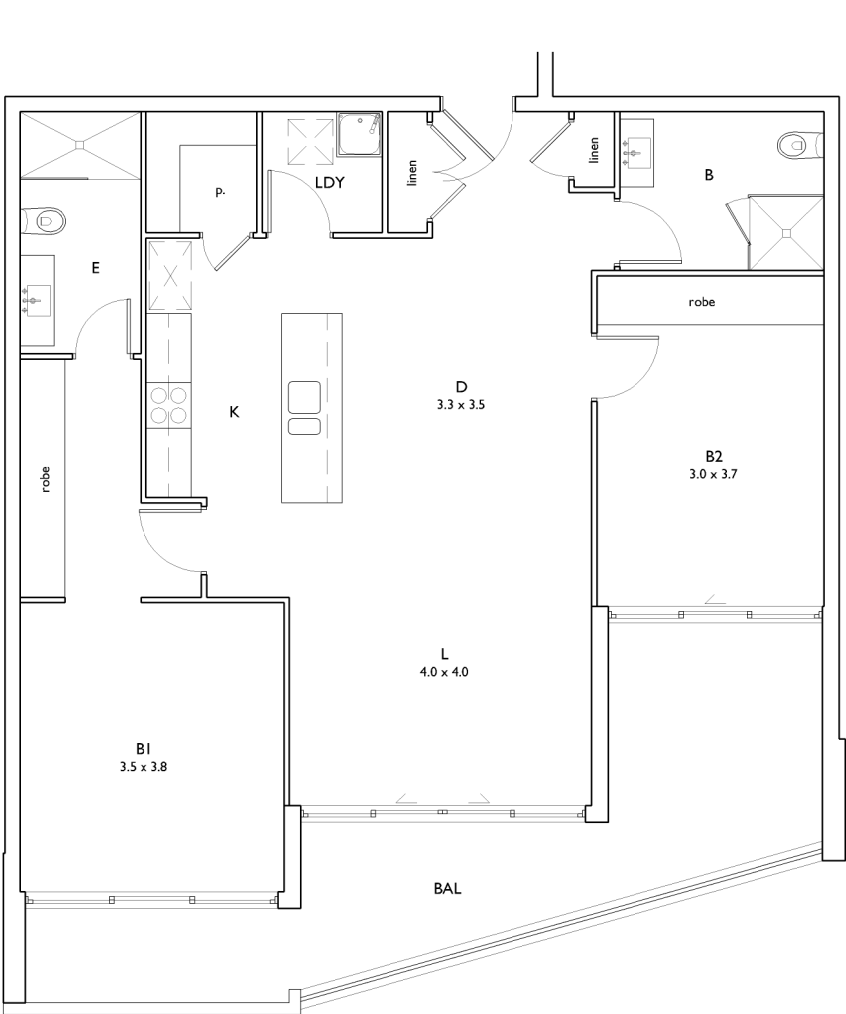 linen
linen
LDY
B
P.
E
robe
D
3.3 x 3.5
K
B2
3.0 x 3.7
robe
L
4.0 x 4.0
B1
3.5 x 3.8
BAL